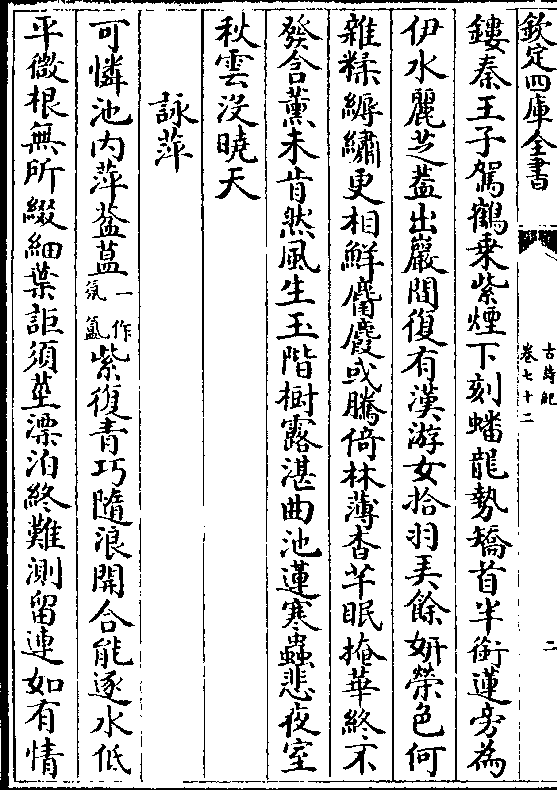 欽定四庫全書
古詩紀
卷七十二
二
鏤秦王子駕鶴乗紫煙下刻蟠龍勢矯首半銜蓮旁為
伊水麗芝葢出巖間復有漢游女拾羽弄餘妍榮色何
雜糅縟繡更相鮮麏麚或騰倚林薄杳芊眠掩華終不
發含薫未肯然風生玉階樹露湛曲池蓮寒蟲悲夜室
秋雲没曉天
詠萍
可憐池内萍葐蒀一作氛氲紫復青巧隨浪開合能逐水低
平微根無所綴細葉詎須莖漂泊終難測留連如有情